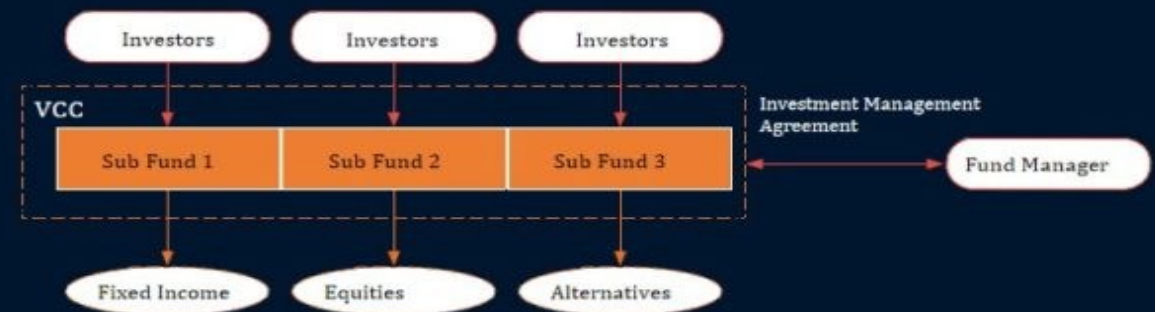 Investors
Investors
Investors
VCC
Investment Management
Agreement
Sub Fund 1
Sub Fund 2
Sub Fund 3
Fund Manager
Fixed Income
Equities
Alternatives